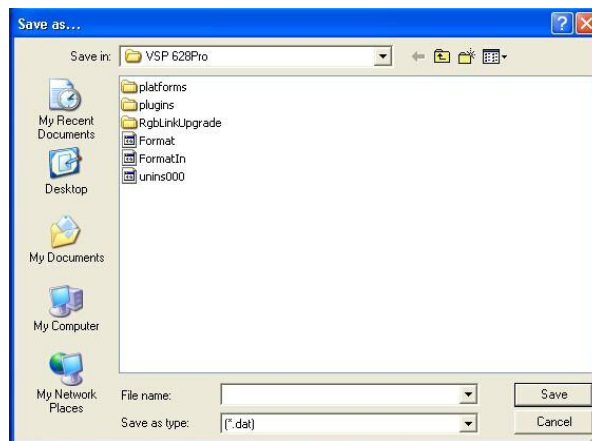 Save as...
Save in: VSP 628Pro
My Recent Documents
Desktop
My Documents
My Computer
My Network Places
platforms
plugins
RgbLinkUpgrade
Format
FormatIn
unins000
File name:
Save
Save as type: (*.dat)
Cancel